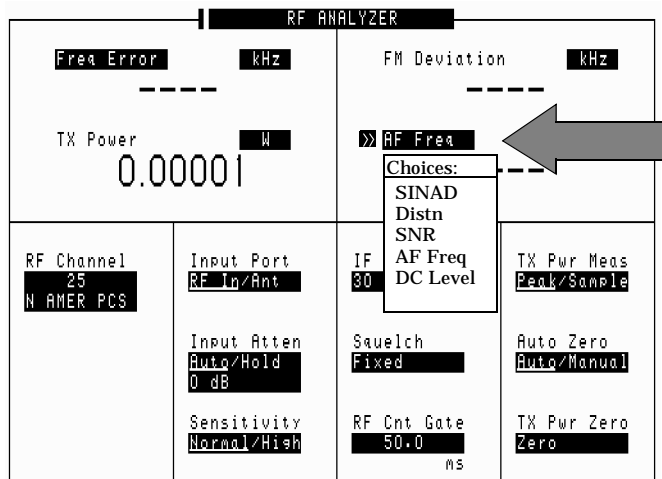 RF ANALYZER
Freq Error kHz
----
FM Deviation kHz
----
TX Power W
0.00001
>> AF Freq
Choices:
SINAD
Distn
SNR
AF Freq
DC Level
RF Channel
25
N AMER PCS
Input Port
RF In/Ant
Input Atten
Auto/Hold
0 dB
Sensitivity
Normal/High
IF
30
Squelch
Fixed
RF Cnt Gate
50.0
ms
TX Pwr Meas
Peak/Sample
Auto Zero
Auto/Manual
TX Pwr Zero
Zero